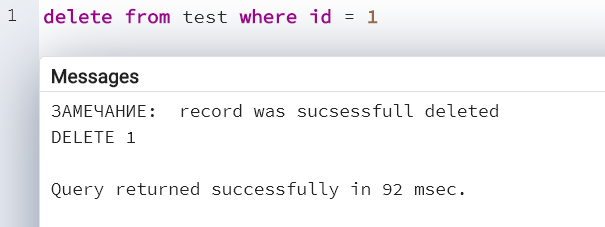 1 delete from test where id = 1
Messages
ЗАМЕЧАНИЕ:  record was sucsessfull deleted
DELETE 1
Query returned successfully in 92 msec.